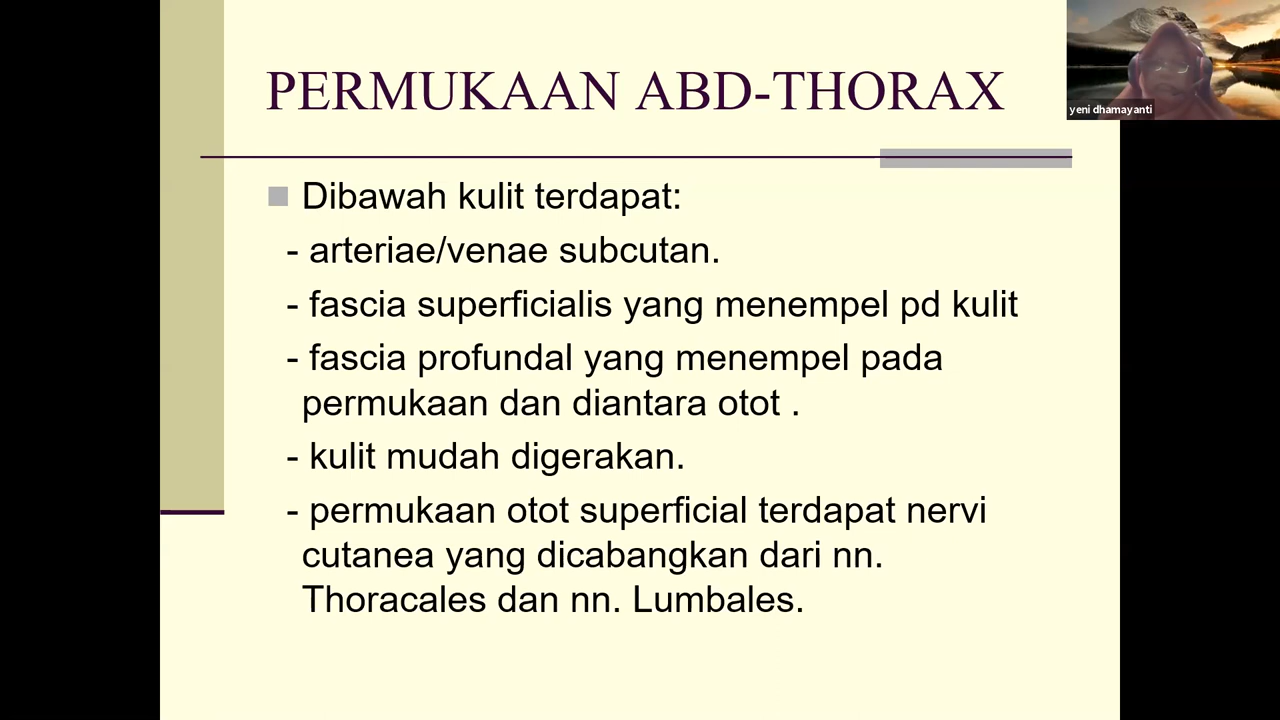 PERMUKAAN ABD-THORAX
yeni dhamayanti
Dibawah kulit terdapat:
- arteriae/venae subcutan.
- fascia superficialis yang menempel pd kulit
- fascia profundal yang menempel pada
permukaan dan diantara otot .
- kulit mudah digerakan.
- permukaan otot superficial terdapat nervi
cutanea yang dicabangkan dari nn.
Thoracales dan nn. Lumbales.